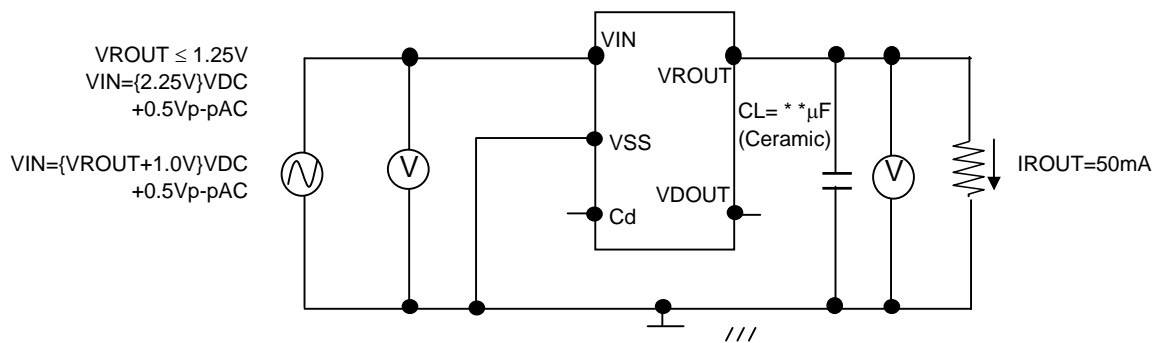 VROUT ≤ 1.25V
VIN={2.25V}VDC
+0.5Vp-pAC
VIN={VROUT+1.0V}VDC
+0.5Vp-pAC
V
VIN
VROUT
VSS
VDOUT
Cd
CL= * *μF
(Ceramic)
V
IROUT=50mA